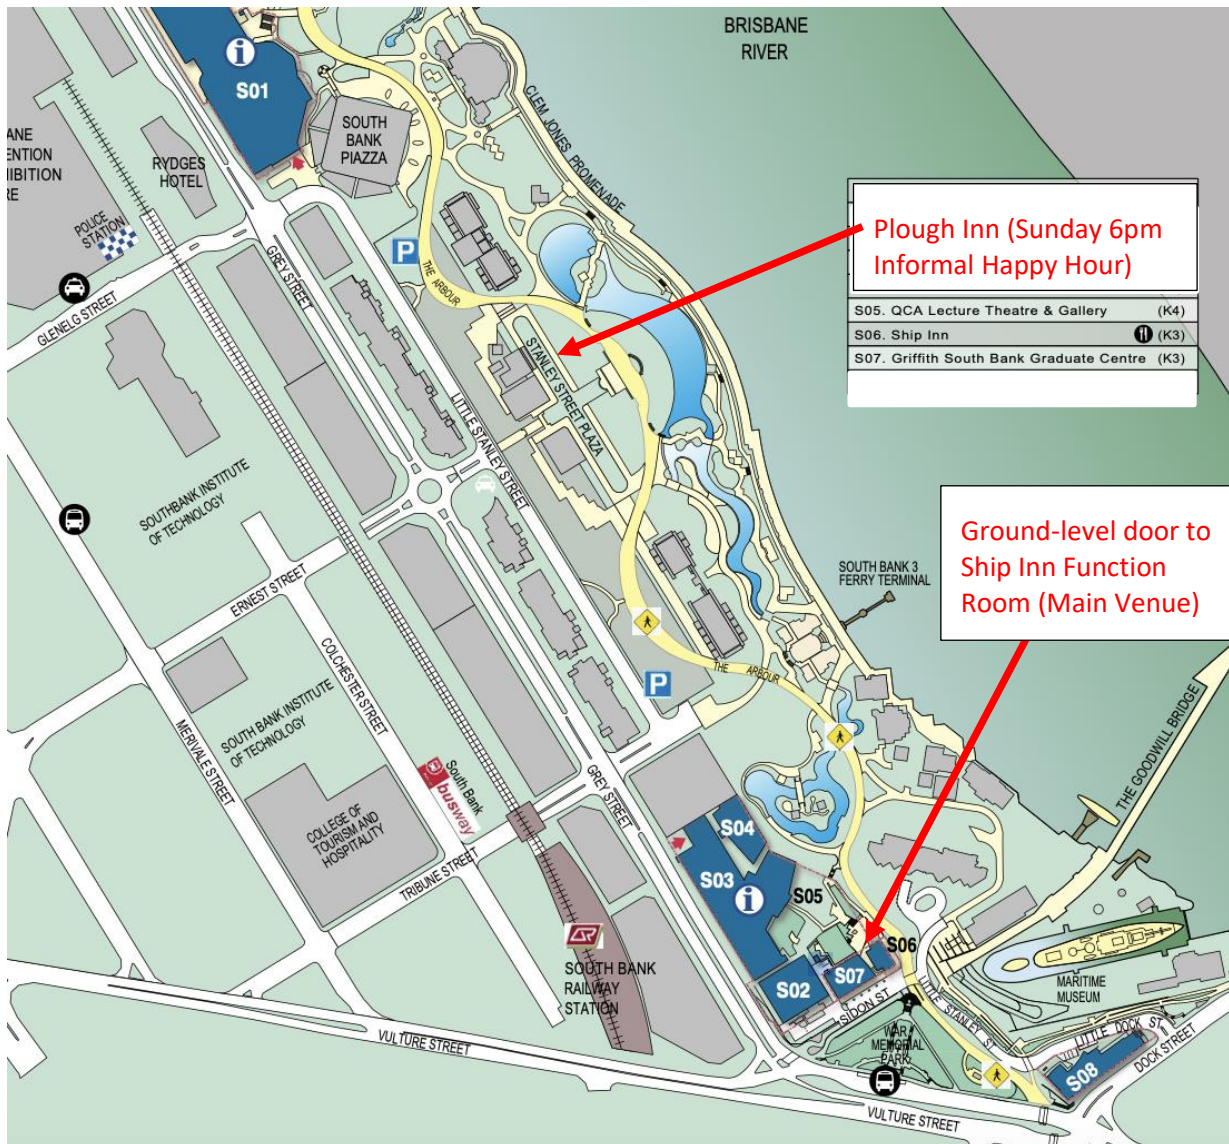 BRISBANE
RIVER
S01
ANE
ENTION
HIBITION
RE
RYDGES
HOTEL
SOUTH
BANK
PIAZZA
CLEM JONES PROMENADE
POLICE
STATION
P
GREY STREET
THE ARBOUR
GLENELG STREET
Plough Inn (Sunday 6pm
Informal Happy Hour)
S05. QCA Lecture Theatre & Gallery (K4)
S06. Ship Inn (K3)
S07. Griffith South Bank Graduate Centre (K3)
STANLEY STREET PLAZA
LITTLE STANLEY STREET
SOUTHBANK INSTITUTE
OF TECHNOLOGY
ERNEST STREET
Ground-level door to
Ship Inn Function
Room (Main Venue)
SOUTH BANK 3
FERRY TERMINAL
COLCHESTER STREET
MERIVALE STREET
SOUTH BANK INSTITUTE
OF TECHNOLOGY
P
THE ARBOUR
THE GOODWILL BRIDGE
South Bank
busway
GREY STREET
COLLEGE OF
TOURISM AND
HOSPITALITY
TRIBUNE STREET
S04
S03
S05
S06
S07
S02
SOUTH BANK
RAILWAY
STATION
SIDON ST
LITTLE STANLEY ST
MARITIME
MUSEUM
WAR
MEMORIAL
PARK
LITTLE DOCK ST
DOCK STREET
S08
VULTURE STREET
VULTURE STREET